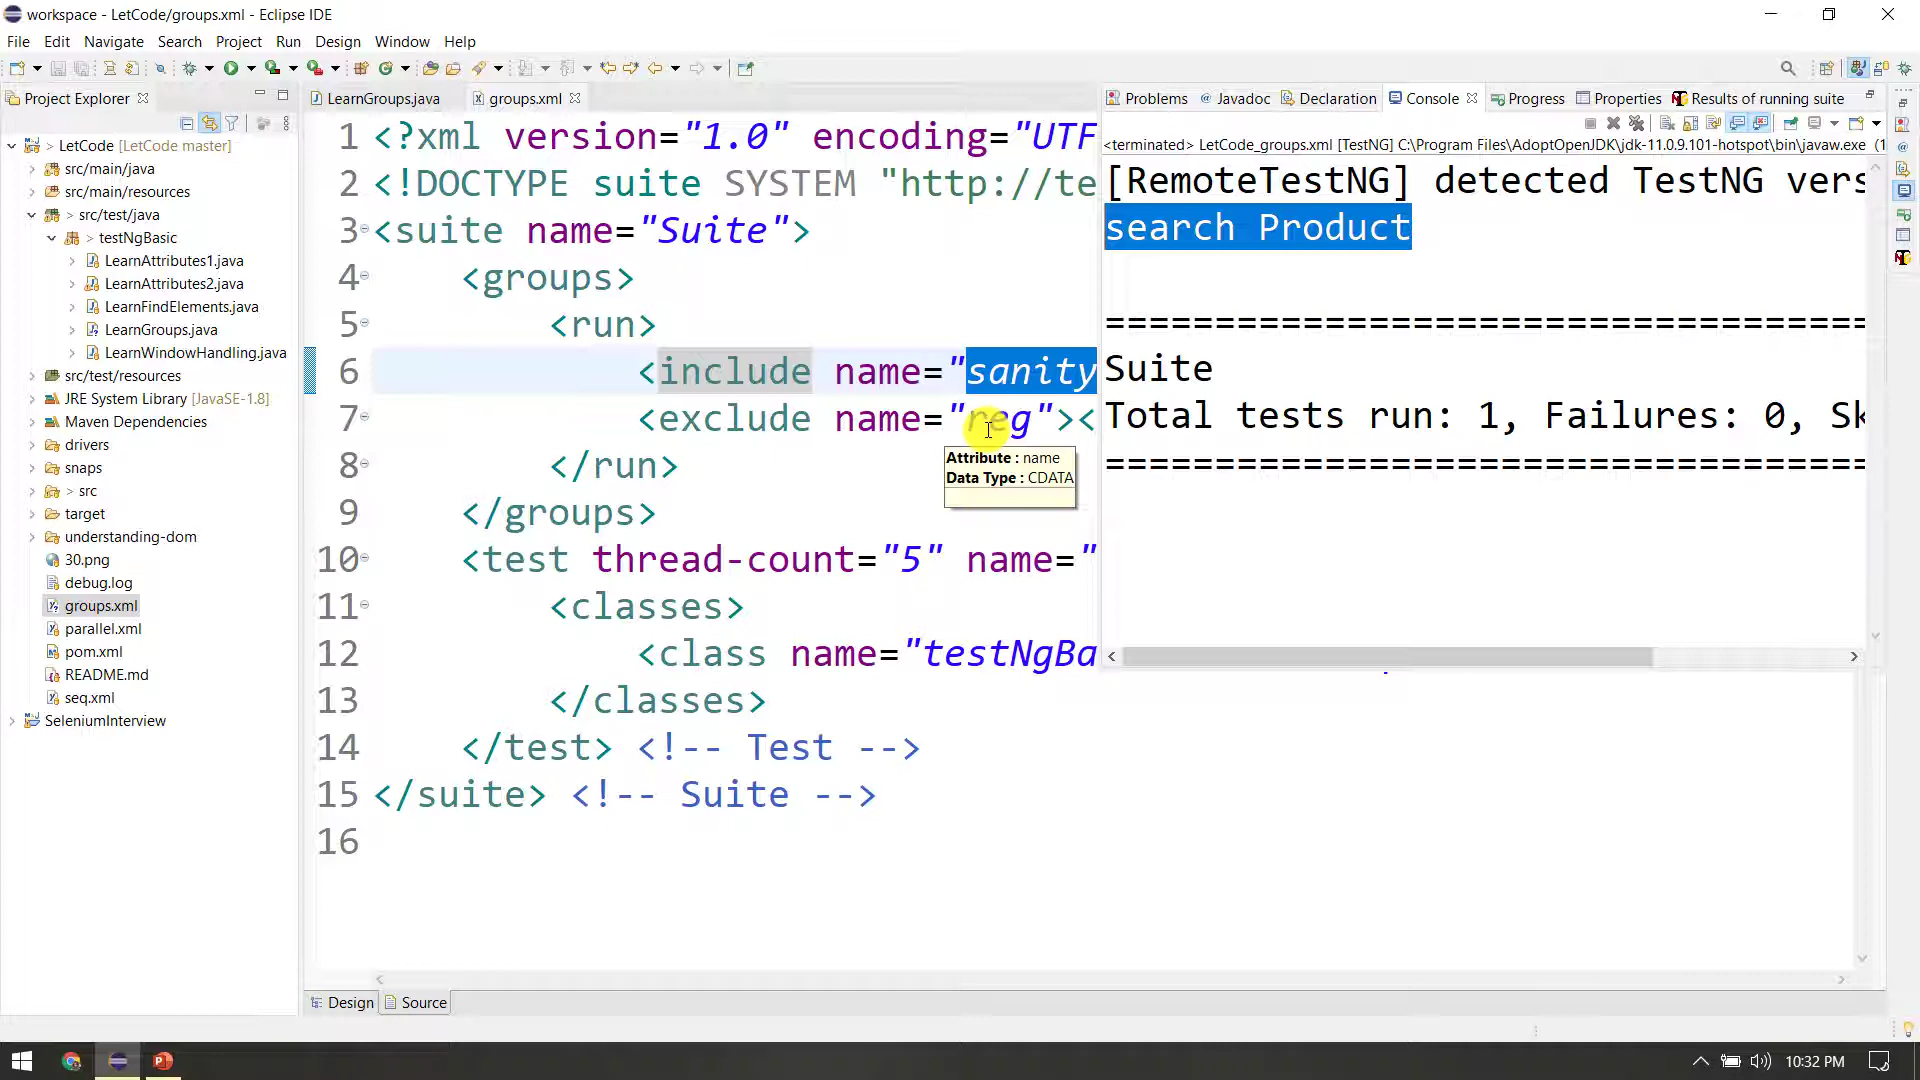 workspace - LetCode/groups.xml - Eclipse IDE
File Edit Navigate Search Project Run Design Window Help
Project Explorer
LetCode [LetCode master]
src/main/java
src/main/resources
src/test/java
testNgBasic
LearnAttributes1.java
LearnAttributes2.java
LearnFindElements.java
LearnGroups.java
LearnWindowHandling.java
src/test/resources
JRE System Library [JavaSE-1.8]
Maven Dependencies
drivers
snaps
src
target
understanding-dom
30.png
debug.log
groups.xml
parallel.xml
pom.xml
README.md
seq.xml
SeleniumInterview
LearnGroups.java groups.xml
1 <?xml version="1.0" encoding="UTF
2 <!DOCTYPE suite SYSTEM "http://te
3 <suite name="Suite">
4 <groups>
5 <run>
6 <include name="sanity
7 <exclude name="reg"><
8 </run>
9 </groups>
10 <test thread-count="5" name="
11 <classes>
12 <class name="testNgBa
13 </classes>
14 </test> <!-- Test -->
15 </suite> <!-- Suite -->
16
Attribute : name
Data Type : CDATA
Design Source
Problems Javadoc Declaration Console Progress Properties Results of running suite
<terminated> LetCode_groups.xml [TestNG] C:\Program Files\AdoptOpenJDK\jdk-11.0.9.101-hotspot\bin\javaw.exe (1
[RemoteTestNG] detected TestNG vers
search Product
===================================
Suite
Total tests run: 1, Failures: 0, Sk
===================================
10:32 PM